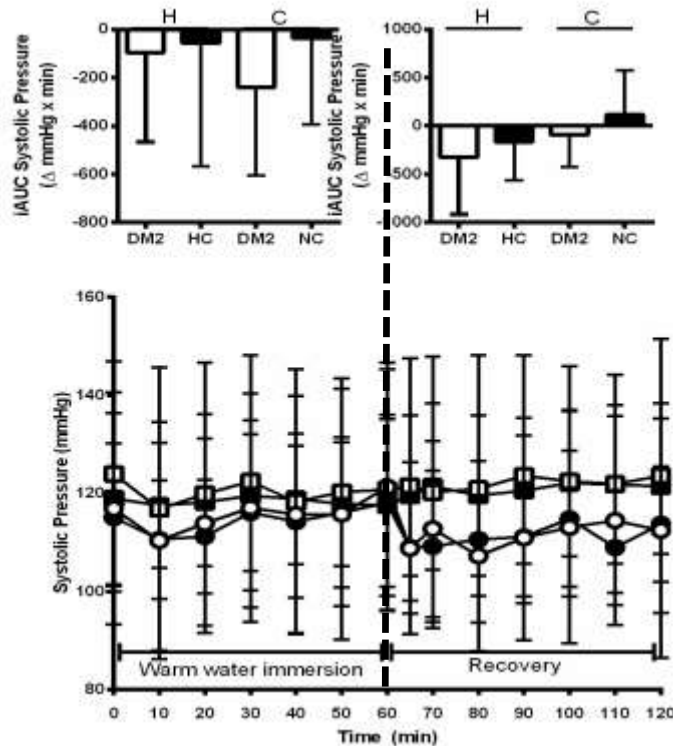 H C
0
-200
-400
-600
-800
iAUC Systolic Pressure
(Δ mmHg x min)
DM2 HC DM2 NC
H C
1000
500
0
-500
000
iAUC Systolic Pressure
(Δ mmHg x min)
DM2 HC DM2 NC
160
140
120
100
80
Systolic Pressure (mmHg)
Warm water immersion Recovery
0 10 20 30 40 50 60 70 80 90 100 110 120
Time (min)